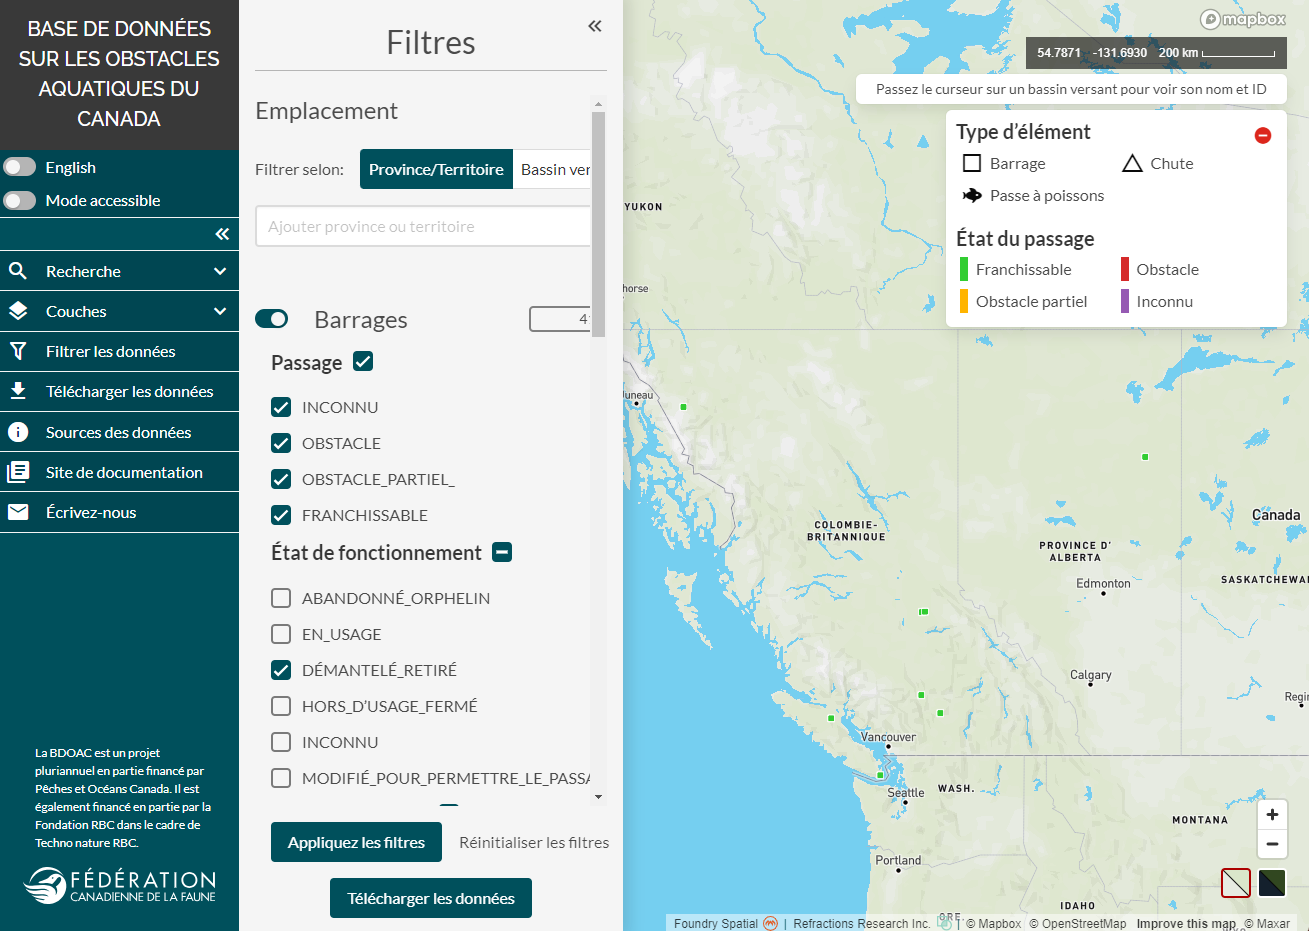 BASE DE DONNÉES
SUR LES OBSTACLES
AQUATIQUES DU
CANADA
English
Mode accessible
Recherche
Couches
Filtrer les données
Télécharger les données
Sources des données
Site de documentation
Écrivez-nous
La BDOAC est un projet
pluriannuel en partie financé par
Pêches et Océans Canada. Il est
également financé en partie par la
Fondation RBC dans le cadre de
Techno nature RBC.
FÉDÉRATION
CANADIENNE DE LA FAUNE
Filtres
Emplacement
Filtrer selon:
Province/Territoire
Bassin ver
Ajouter province ou territoire
Barrages
4
Passage
INCONNU
OBSTACLE
OBSTACLE_PARTIEL_
FRANCHISSABLE
État de fonctionnement
ABANDONNÉ_ORPHELIN
EN_USAGE
DÉMANTELÉ_RETIRÉ
HORS_D'USAGE_FERMÉ
INCONNU
MODIFIÉ_POUR_PERMETTRE_LE_PASSA
Appliquez les filtres
Réinitialiser les filtres
Télécharger les données
mapbox
54.7871 -131.6930 200 km
Passez le curseur sur un bassin versant pour voir son nom et ID
Type d'élément
Barrage
Chute
Passe à poissons
État du passage
Franchissable
Obstacle
Obstacle partiel
Inconnu
YUKON
horse
Juneau
COLOMBIE-
BRITANNIQUE
Canada
PROVINCE D'
ALBERTA
Edmonton
SASKATCHEWA
Calgary
Regin
Vancouver
Seattle
WASH.
MONTANA
Portland
IDAHO
ORE.
Foundry Spatial | Refractions Research Inc. | © Mapbox © OpenStreetMap Improve this map © Maxar